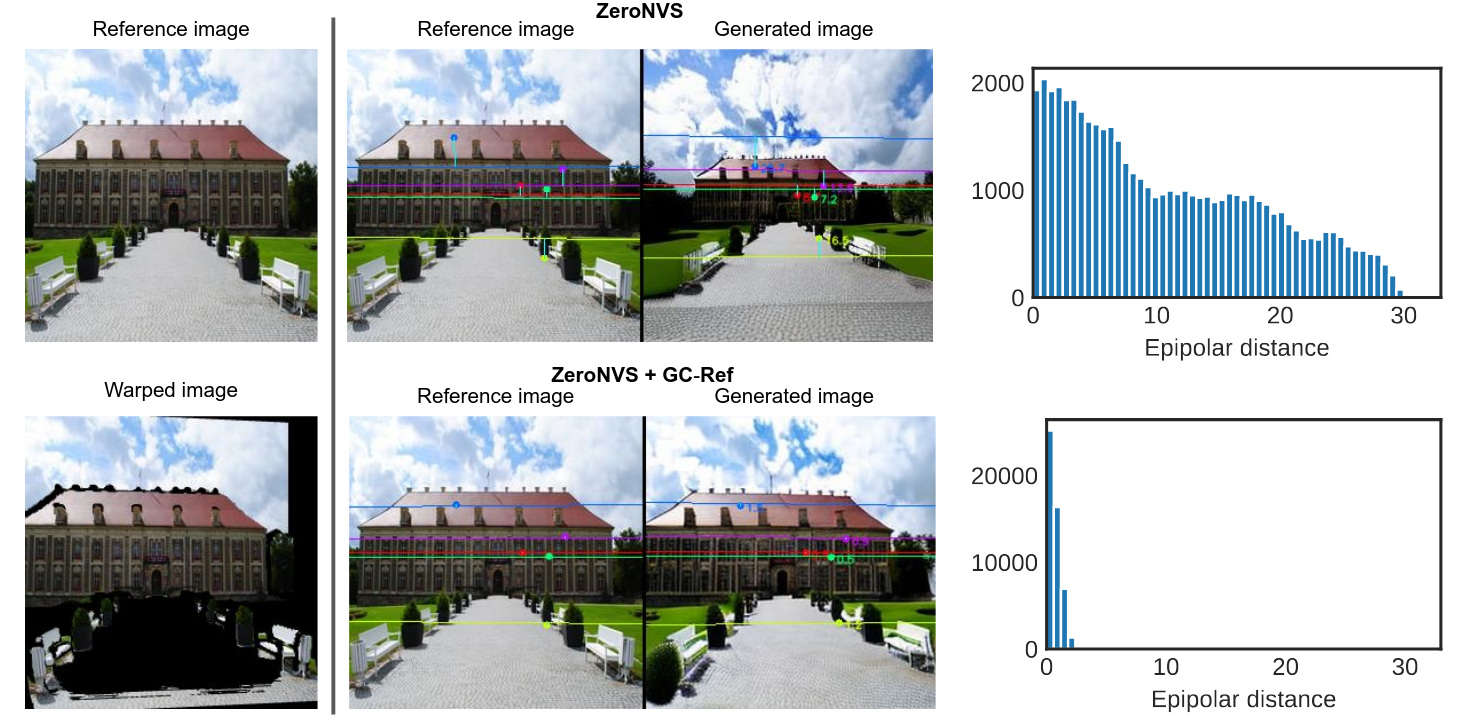 ZeroNVS
Reference image
Reference image
Generated image
7.2
16.5
2000
1000
0
0 10 20 30
Epipolar distance
Warped image
ZeroNVS + GC-Ref
Reference image
Generated image
0.5
20000
10000
0
0 10 20 30
Epipolar distance